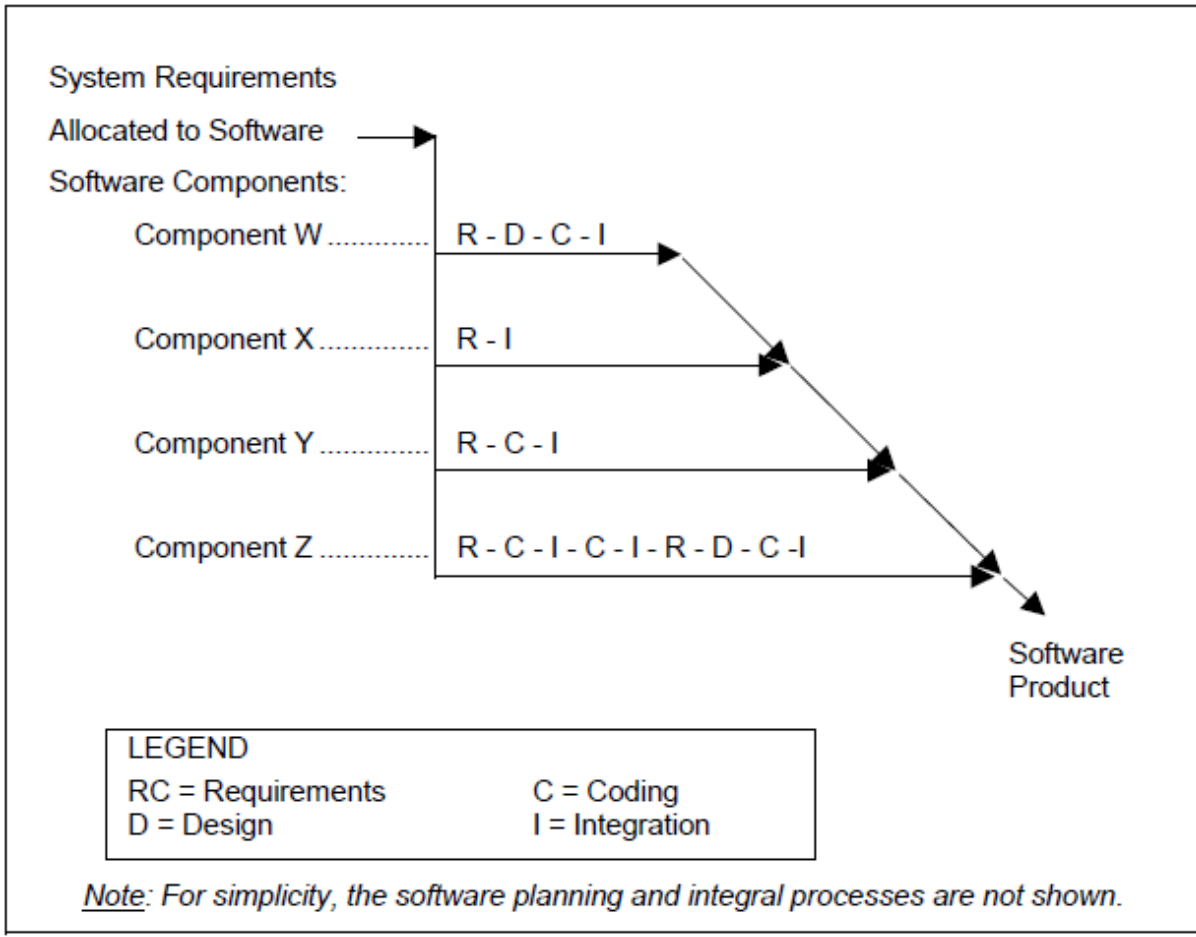 System Requirements
Allocated to Software
Software Components:
Component W ............. R - D - C - I
Component X .............. R - I
Component Y .............. R - C - I
Component Z .............. R - C - I - C - I - R - D - C -I
Software
Product
LEGEND
RC = Requirements C = Coding
D = Design I = Integration
Note: For simplicity, the software planning and integral processes are not shown.